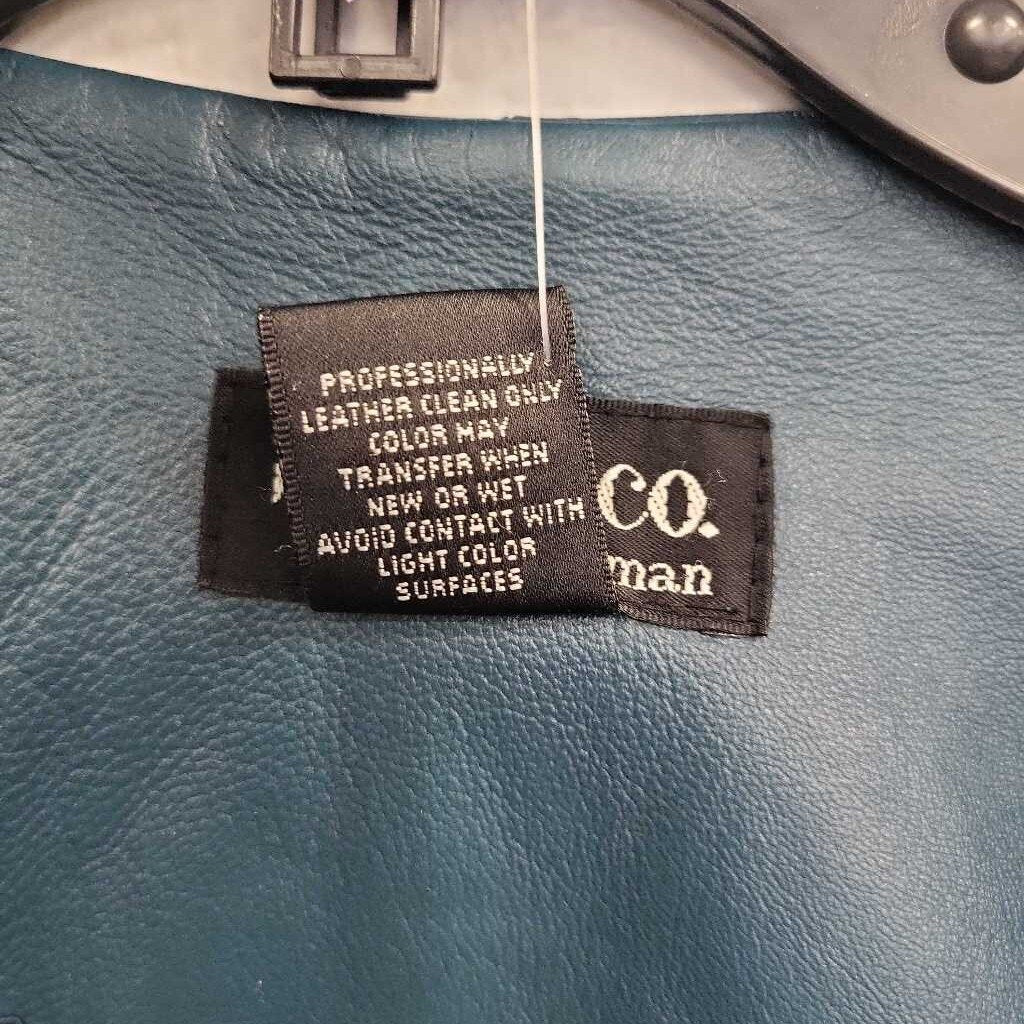 PROFESSIONALLY
LEATHER CLEAN ONLY
COLOR MAY
TRANSFER WHEN
NEW OR WET
AVOID CONTACT WITH
LIGHT COLOR
SURFACES
CO.
man